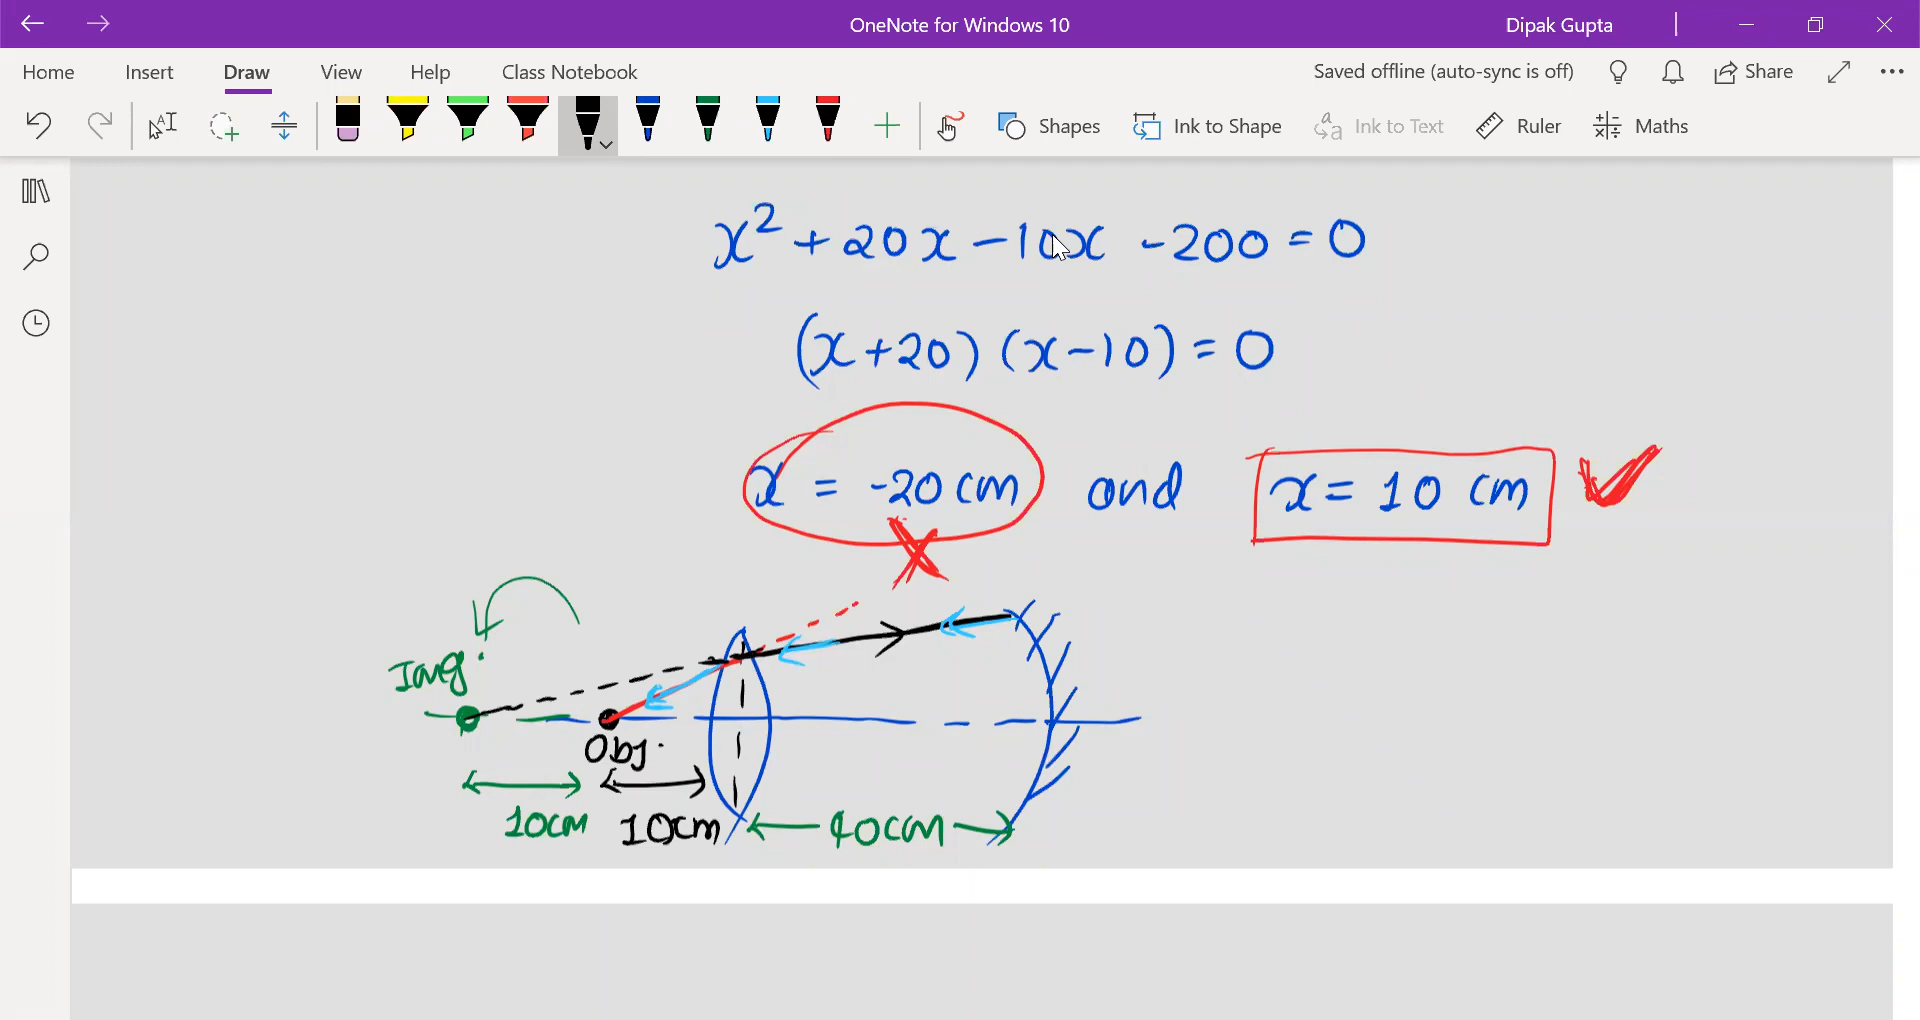 OneNote for Windows 10
Dipak Gupta
Home Insert Draw View Help Class Notebook
Saved offline (auto-sync is off) Share
Shapes Ink to Shape Ink to Text Ruler Maths
x² + 20x - 10x - 200 = 0
(x+20) (x-10) = 0
x = -20 cm and x = 10 cm
Img.
Obj.
10cm 10cm 40cm